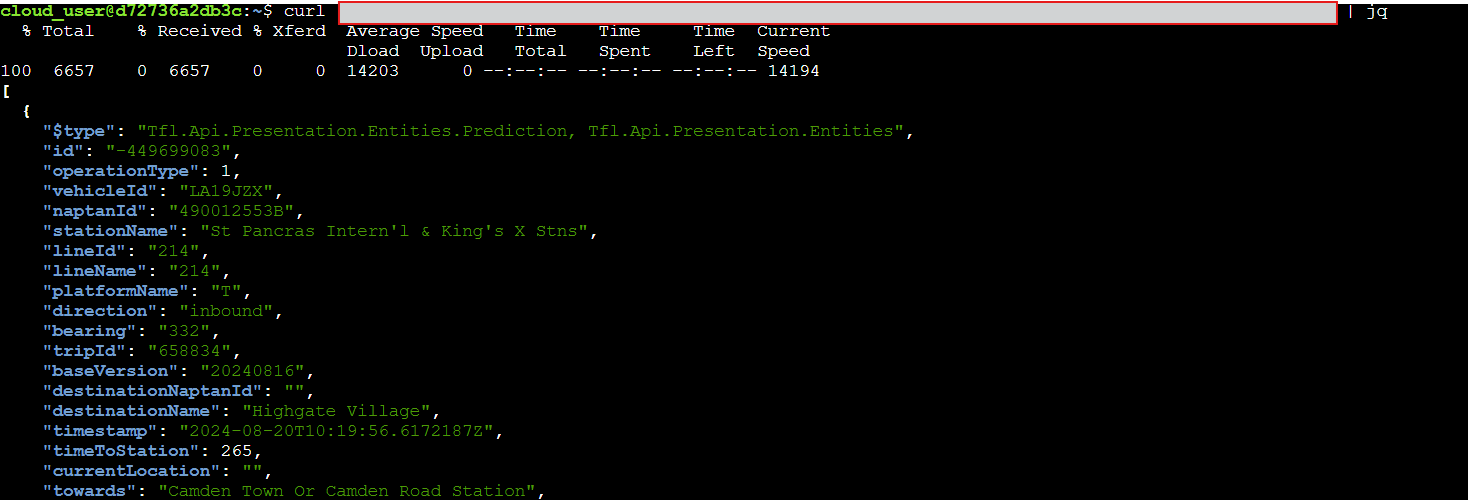 cloud_user@d72736a2db3c:~$ curl | jq
  % Total    % Received % Xferd  Average Speed   Time    Time     Time  Current
                                 Dload  Upload   Total   Spent    Left  Speed
100  6657    0  6657    0     0  14203      0 --:--:-- --:--:-- --:--:-- 14194
[
  {
    "$type": "Tfl.Api.Presentation.Entities.Prediction, Tfl.Api.Presentation.Entities",
    "id": "-449699083",
    "operationType": 1,
    "vehicleId": "LA19JZX",
    "naptanId": "490012553B",
    "stationName": "St Pancras Intern'l & King's X Stns",
    "lineId": "214",
    "lineName": "214",
    "platformName": "T",
    "direction": "inbound",
    "bearing": "332",
    "tripId": "658834",
    "baseVersion": "20240816",
    "destinationNaptanId": "",
    "destinationName": "Highgate Village",
    "timestamp": "2024-08-20T10:19:56.6172187Z",
    "timeToStation": 265,
    "currentLocation": "",
    "towards": "Camden Town Or Camden Road Station",